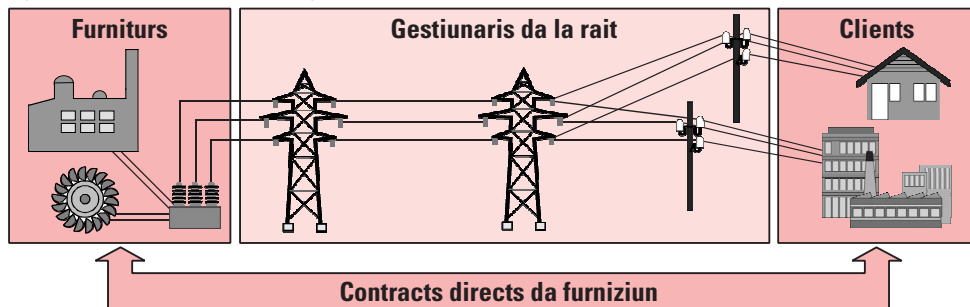 Furniturs
Gestiunaris da la rait
Clients
Contracts directs da furniziun